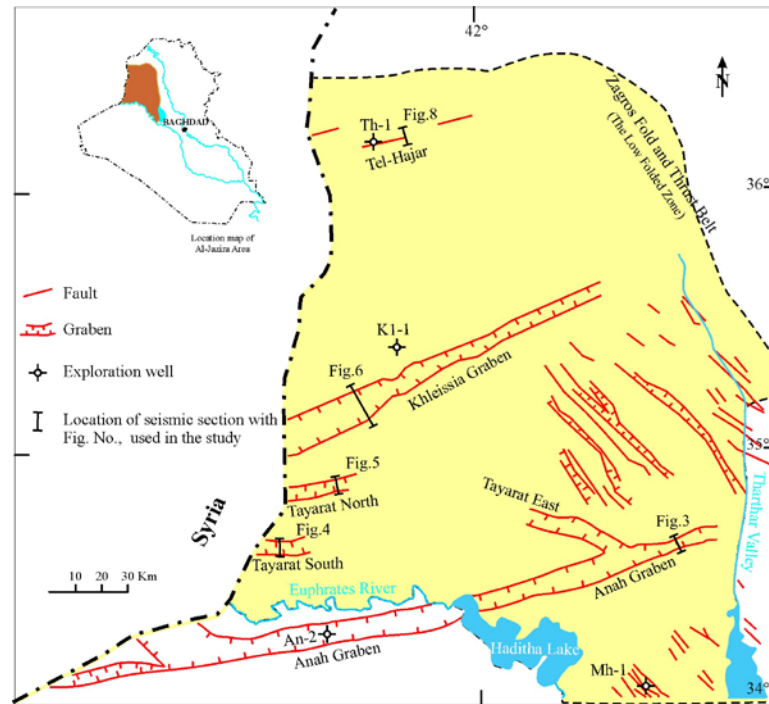 42°
N
BAGHDAD
Location map of
Al-Jazira Area
Th-1
Fig.8
Tel-Hajar
Zagros Fold and Thrust Belt
(The Low Folded Zone)
36°
Fault
Graben
Exploration well
Location of seismic section with
Fig. No., used in the study
K1-1
Fig.6
Khleissia Graben
35°
Fig.5
Tayarat North
Syria
Fig.4
Tayarat South
Tayarat East
Fig.3
Anah Graben
Tharthar Valley
10 20 30 Km
Euphrates River
An-2
Anah Graben
Haditha Lake
Mh-1
34°